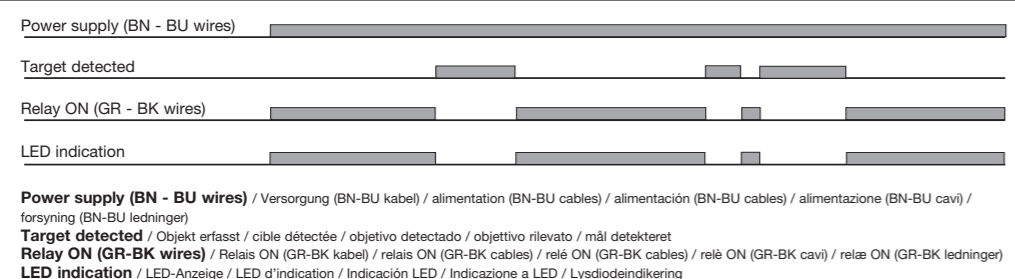 Power supply (BN - BU wires)
Target detected
Relay ON (GR - BK wires)
LED indication
Power supply (BN - BU wires) / Versorgung (BN-BU kabel) / alimentation (BN-BU cables) / alimentación (BN-BU cables) / alimentazione (BN-BU cavi) /
forsyning (BN-BU ledninger)
Target detected / Objekt erfasst / cible détectée / objetivo detectado / objettivo rilevato / mål detekteret
Relay ON (GR-BK wires) / Relais ON (GR-BK kabel) / relais ON (GR-BK cables) / relé ON (GR-BK cables) / relè ON (GR-BK cavi) / relæ ON (GR-BK ledninger)
LED indication / LED-Anzeige / LED d'indication / Indicación LED / Indicazione a LED / Lysdiodeindikering